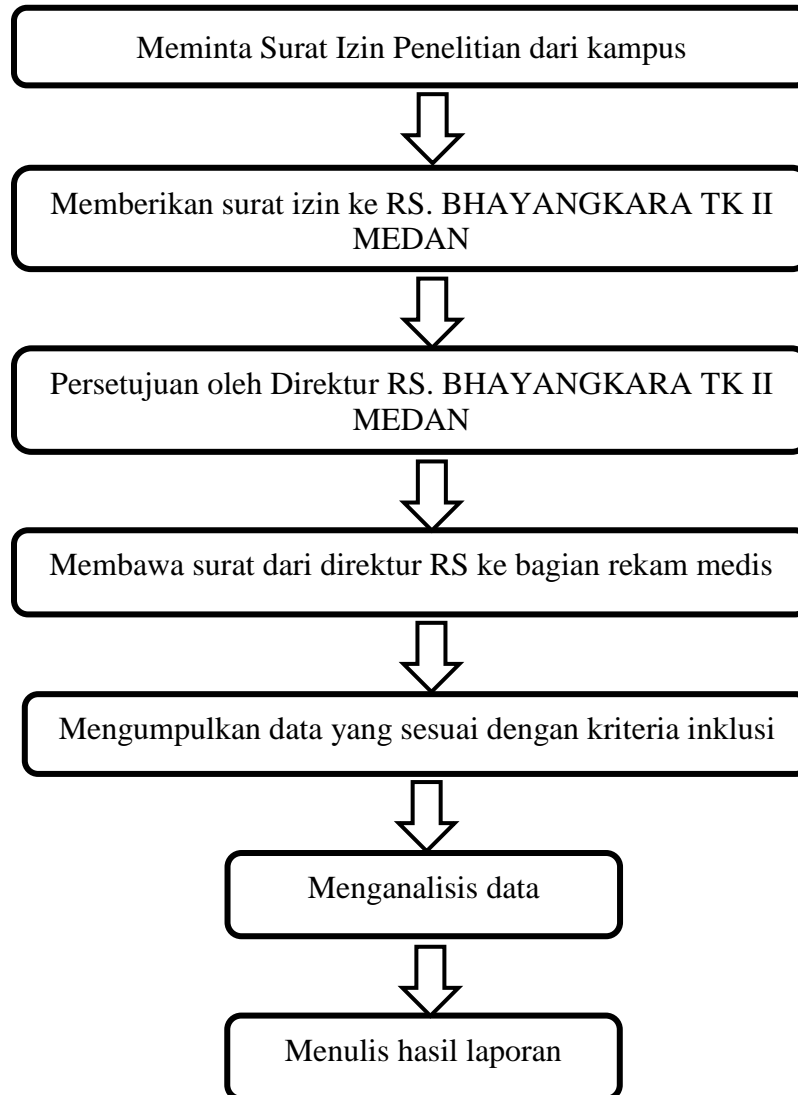 Meminta Surat Izin Penelitian dari kampus
Memberikan surat izin ke RS. BHAYANGKARA TK II
MEDAN
Persetujuan oleh Direktur RS. BHAYANGKARA TK II
MEDAN
Membawa surat dari direktur RS ke bagian rekam medis
Mengumpulkan data yang sesuai dengan kriteria inklusi
Menganalisis data
Menulis hasil laporan